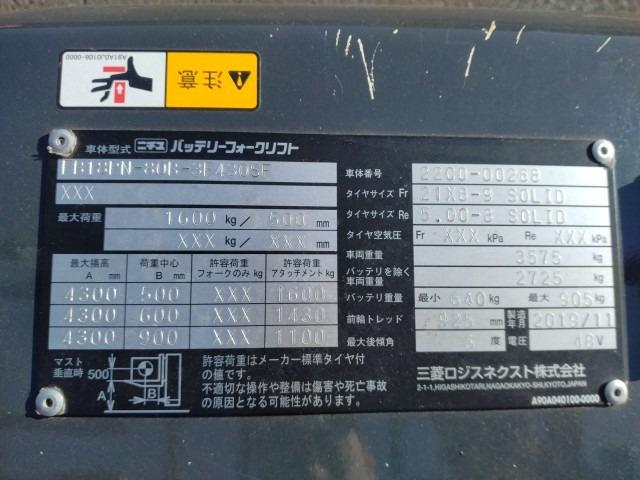 A91A0J0106-0000
注意
車体型式 ニチユ バッテリーフォークリフト
FB18PN-80B-3F430SF
XXX
最大荷重 1600 kg / 500 mm
XXX kg / XXX mm
最大揚高 A mm 荷重中心 B mm 許容荷重 フォークのみ kg 許容荷重 アタッチメント kg
4300 500 XXX 1600
4300 600 XXX 1430
4300 900 XXX 1100
マスト垂直時 500 A B
許容荷重はメーカー標準タイヤ付
の値です。
不適切な操作や整備は傷害や死亡事故
の原因となる可能性があります。
車体番号 2200-00268
タイヤサイズ Fr 21X8-9 SOLID
タイヤサイズ Re 5.00-8 SOLID
タイヤ空気圧 Fr XXX kPa Re XXX kPa
車両重量 3575 kg
バッテリを除く車両重量 2725 kg
バッテリ重量 最小 640 kg 最大 905 kg
前輪トレッド 925 mm 製造年月 2019/11
最大後傾角 度 電圧 48V
三菱ロジスネクスト株式会社
2-1-1,HIGASHIKOTARI,NAGAOKAKYO-SHI,KYOTO,JAPAN
A90A040100-0000